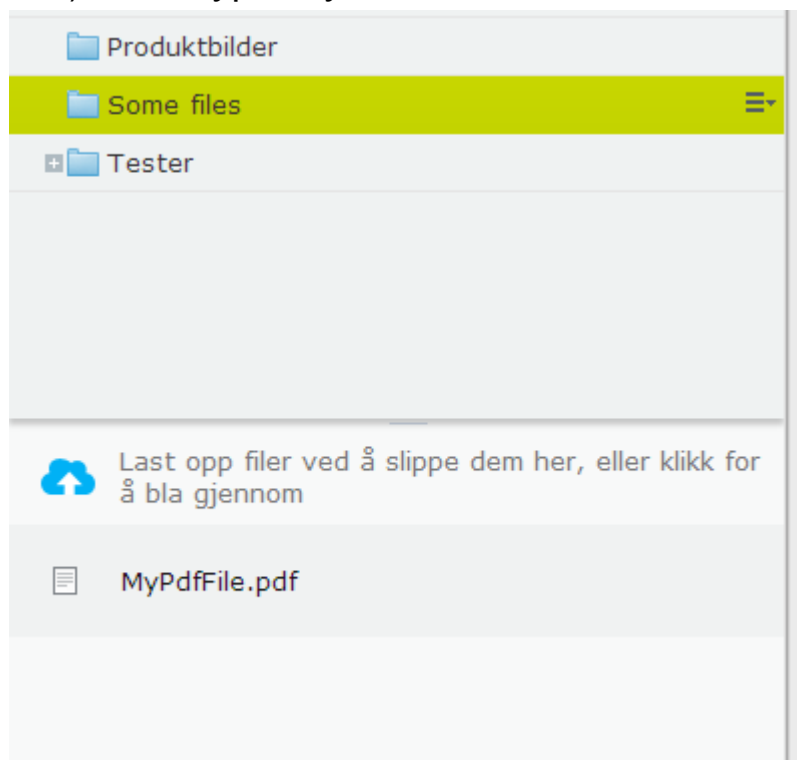 Produktbilder
Some files
Tester
Last opp filer ved å slippe dem her, eller klikk for
å bla gjennom
MyPdfFile.pdf